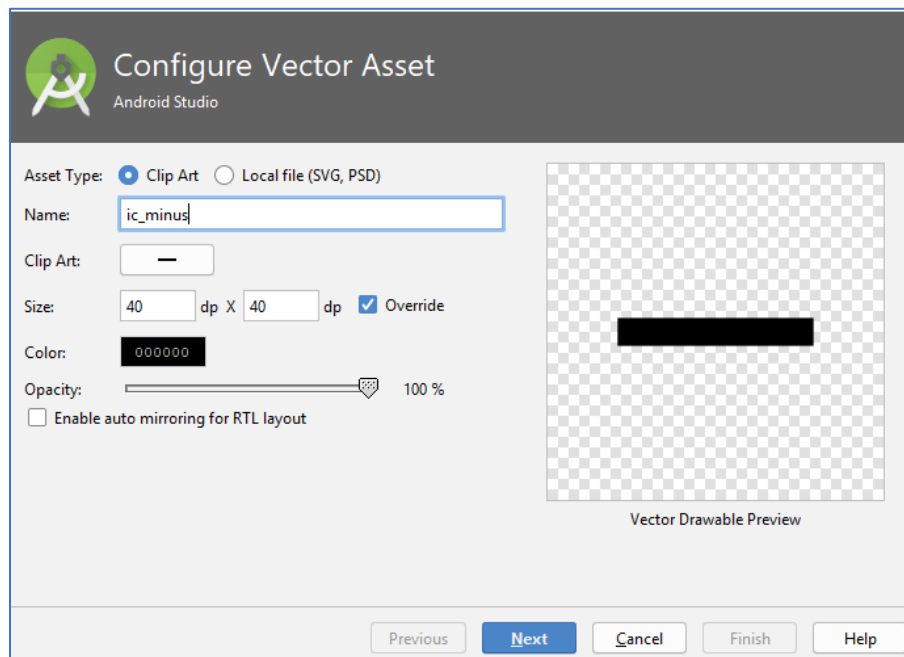 Configure Vector Asset
Android Studio
Asset Type: Clip Art Local file (SVG, PSD)
Name: ic_minus
Clip Art:
Size: 40 dp X 40 dp Override
Color: 000000
Opacity: 100 %
Enable auto mirroring for RTL layout
Vector Drawable Preview
Previous Next Cancel Finish Help